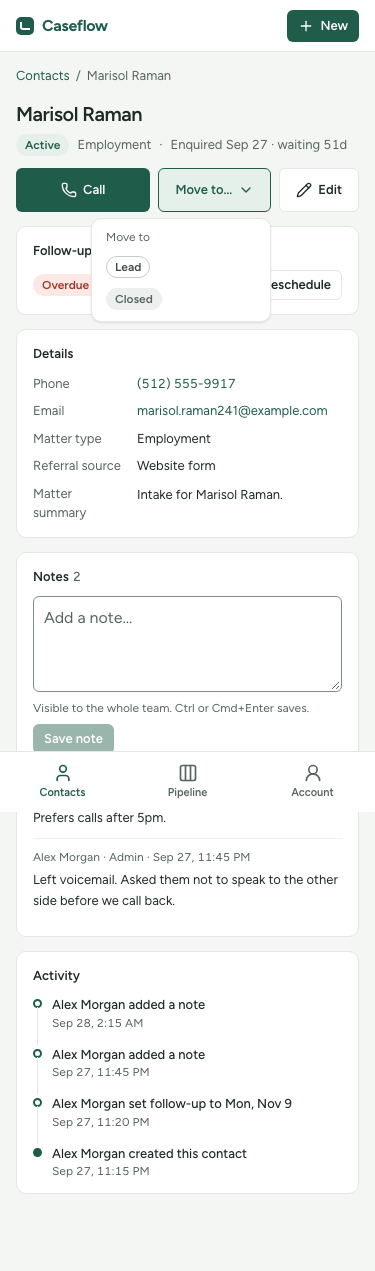 Caseflow
New
Contacts / Marisol Raman
Marisol Raman
Active Employment · Enquired Sep 27 · waiting 51d
Call
Move to...
Edit
Follow-up
Overdue
Move to
Lead
Closed
Details
Phone (512) 555-9917
Email marisol.raman241@example.com
Matter type Employment
Referral source Website form
Matter summary Intake for Marisol Raman.
Notes 2
Add a note...
Visible to the whole team. Ctrl or Cmd+Enter saves.
Save note
Contacts
Pipeline
Account
Prefers calls after 5pm.
Alex Morgan · Admin · Sep 27, 11:45 PM
Left voicemail. Asked them not to speak to the other
side before we call back.
Activity
Alex Morgan added a note
Sep 28, 2:15 AM
Alex Morgan added a note
Sep 27, 11:45 PM
Alex Morgan set follow-up to Mon, Nov 9
Sep 27, 11:20 PM
Alex Morgan created this contact
Sep 27, 11:15 PM